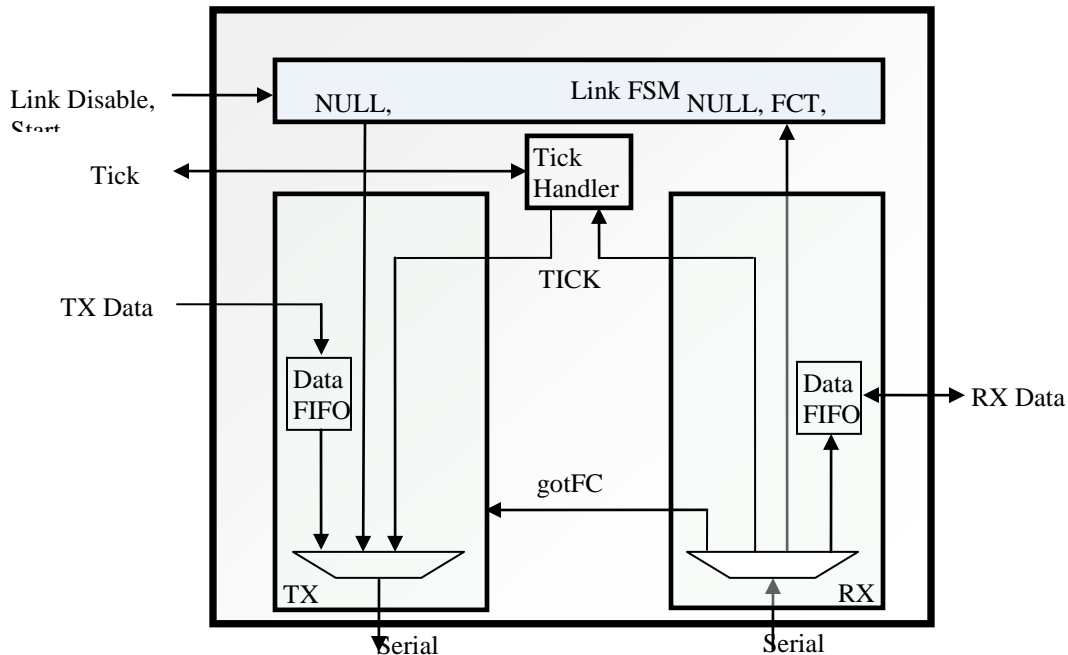 Link Disable,
Start
Link FSM
NULL,
NULL, FCT,
Tick
Tick
Handler
TICK
TX Data
Data
FIFO
Data
FIFO
RX Data
gotFC
TX
RX
Serial
Serial